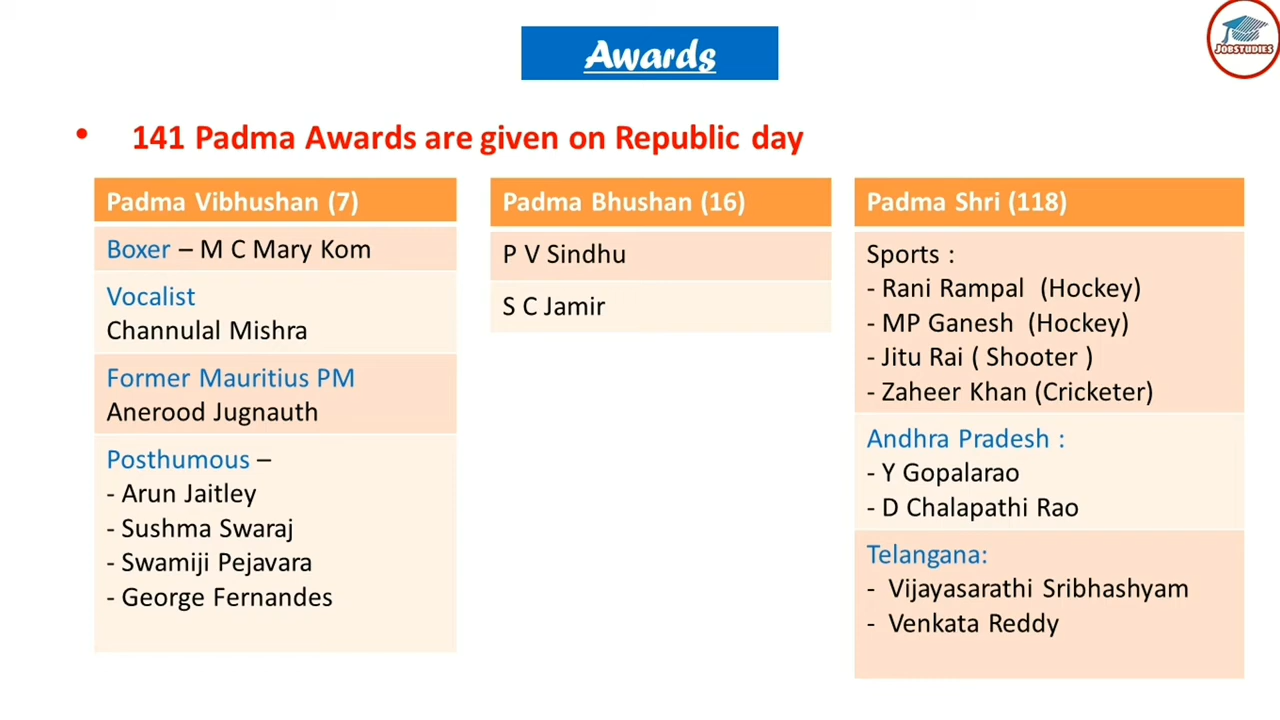 Awards
JOBSTUDIES
• 141 Padma Awards are given on Republic day
Padma Vibhushan (7)
Boxer – M C Mary Kom
Vocalist
Channulal Mishra
Former Mauritius PM
Anerood Jugnauth
Posthumous –
- Arun Jaitley
- Sushma Swaraj
- Swamiji Pejavara
- George Fernandes
Padma Bhushan (16)
P V Sindhu
S C Jamir
Padma Shri (118)
Sports :
- Rani Rampal (Hockey)
- MP Ganesh (Hockey)
- Jitu Rai ( Shooter )
- Zaheer Khan (Cricketer)
Andhra Pradesh :
- Y Gopalarao
- D Chalapathi Rao
Telangana:
- Vijayasarathi Sribhashyam
- Venkata Reddy